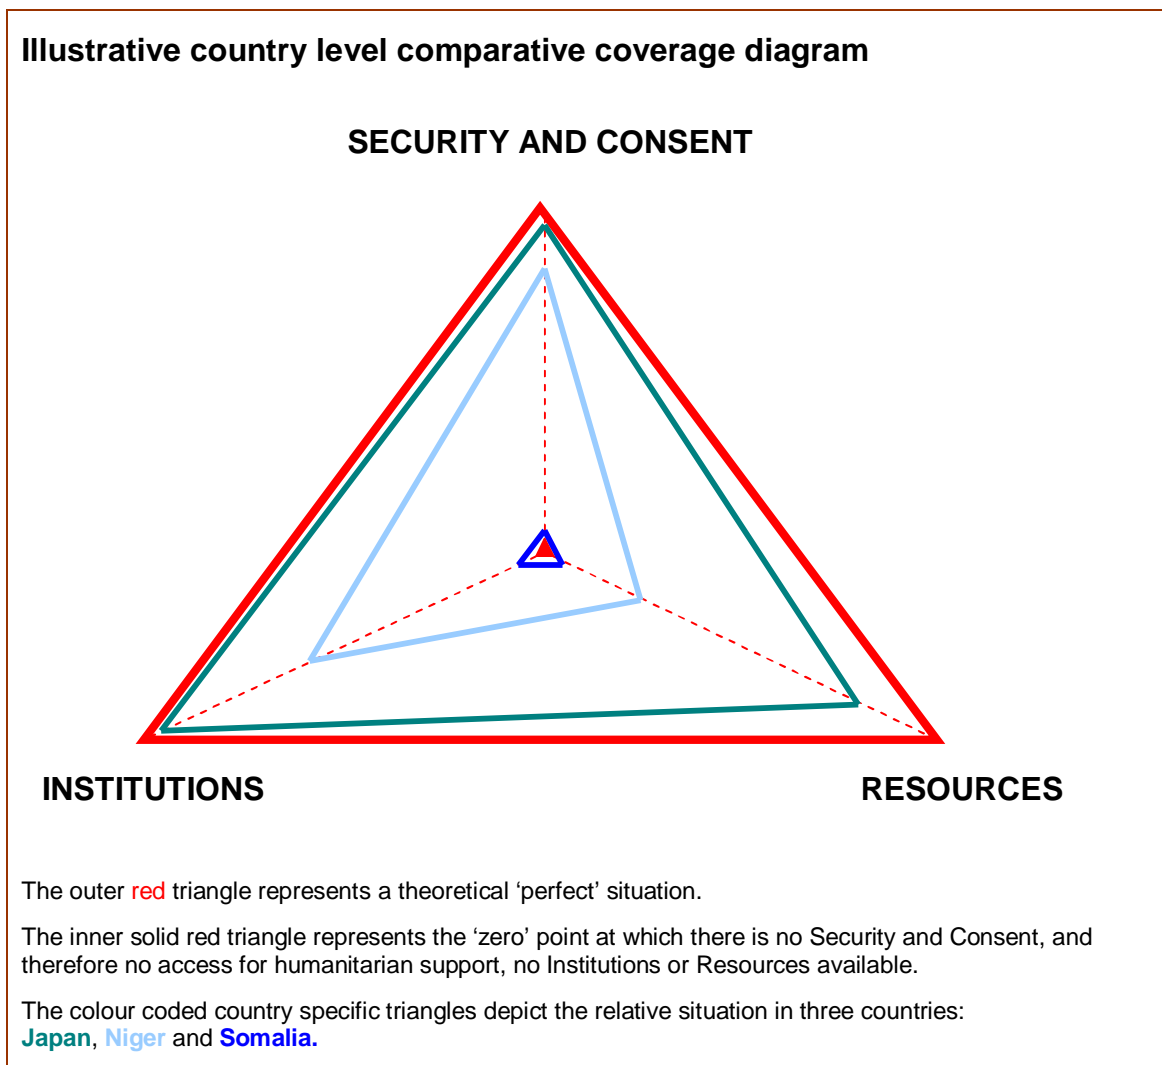 Illustrative country level comparative coverage diagram
SECURITY AND CONSENT
INSTITUTIONS
RESOURCES
The outer red triangle represents a theoretical ‘perfect’ situation.
The inner solid red triangle represents the ‘zero’ point at which there is no Security and Consent, and
therefore no access for humanitarian support, no Institutions or Resources available.
The colour coded country specific triangles depict the relative situation in three countries:
Japan, Niger and Somalia.